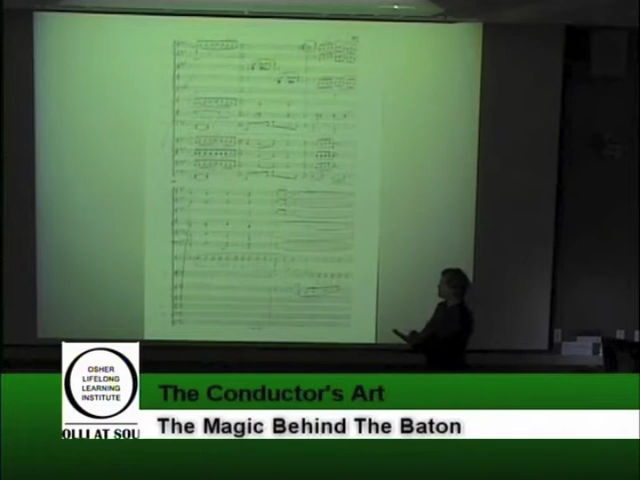 OSHER
LIFELONG
LEARNING
INSTITUTE
OLLI AT SOU
The Conductor's Art
The Magic Behind The Baton